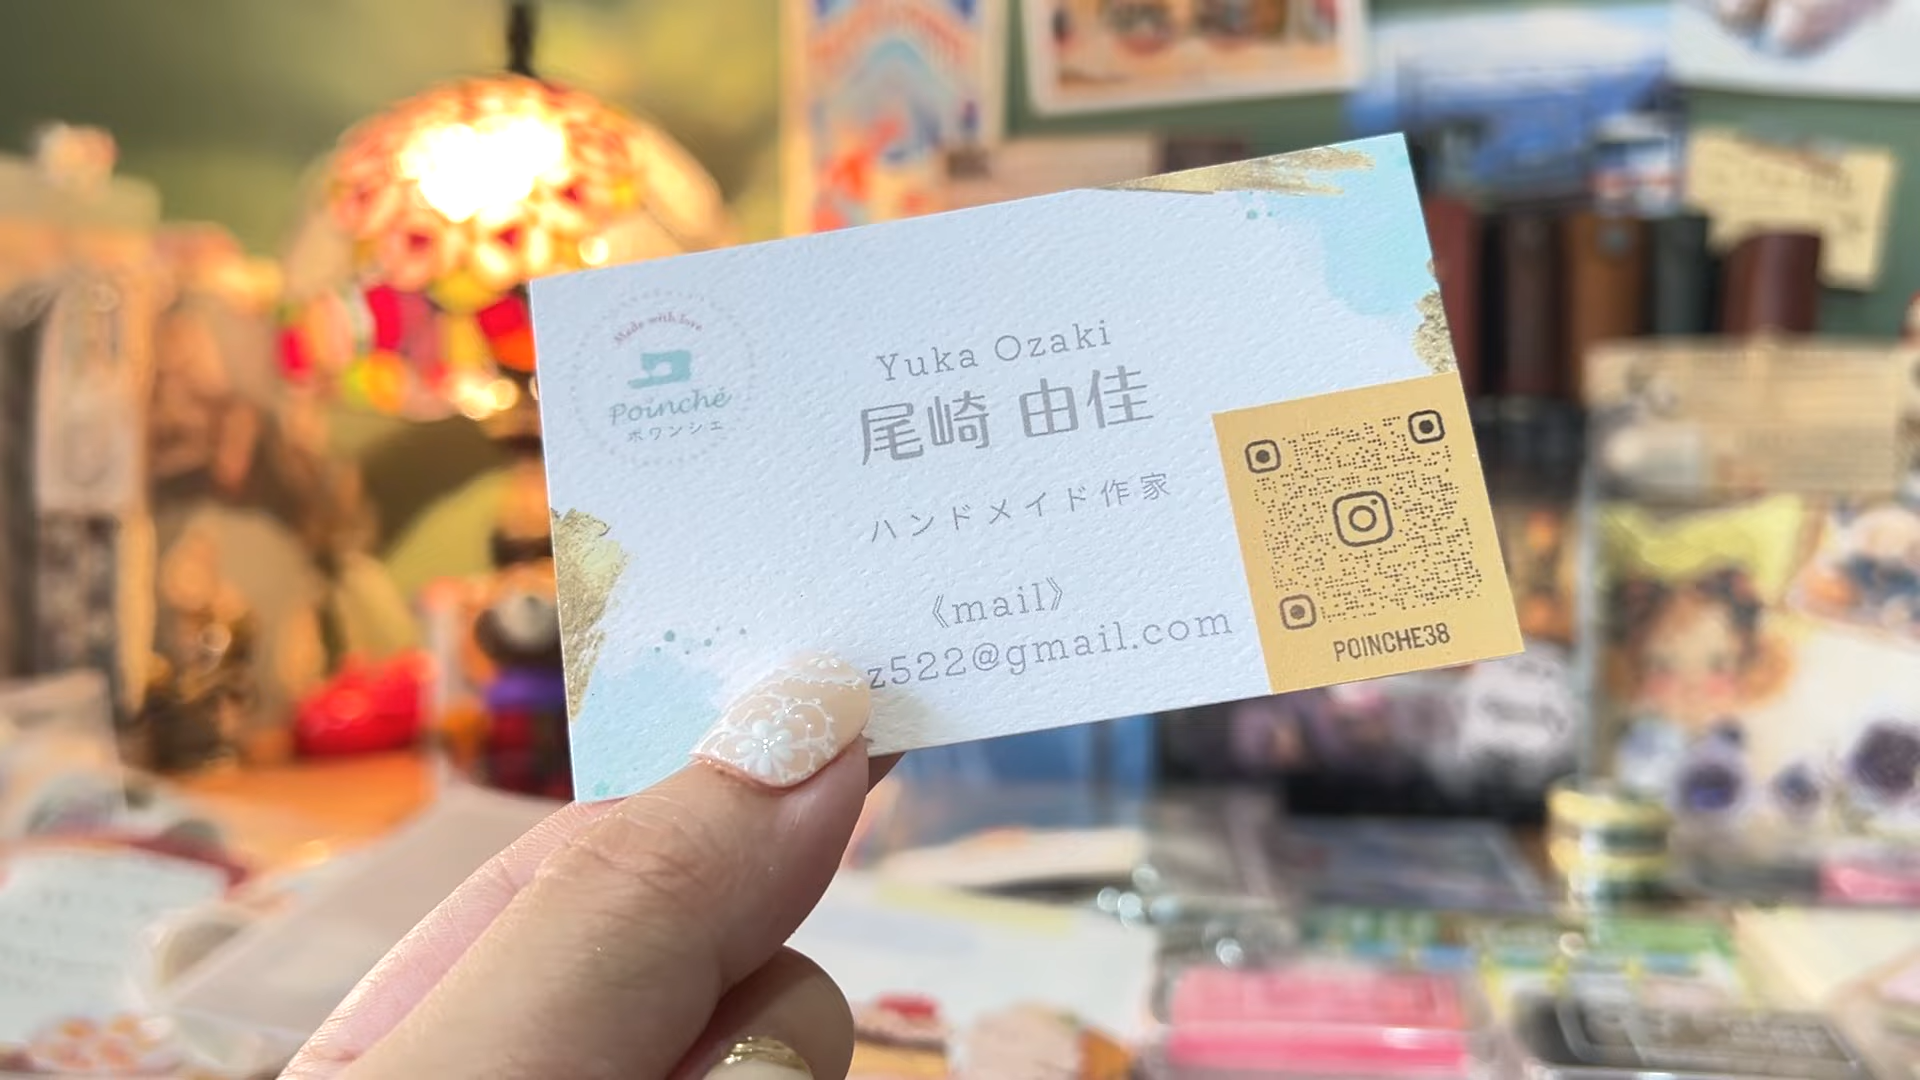 Made with love
Poinché
ポワンシェ
Yuka Ozaki
尾崎 由佳
ハンドメイド作家
《mail》
z522@gmail.com
POINCHE38